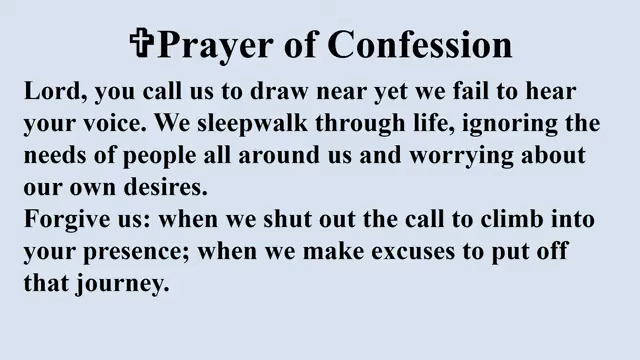 ✞Prayer of Confession
Lord, you call us to draw near yet we fail to hear
your voice. We sleepwalk through life, ignoring the
needs of people all around us and worrying about
our own desires.
Forgive us: when we shut out the call to climb into
your presence; when we make excuses to put off
that journey.